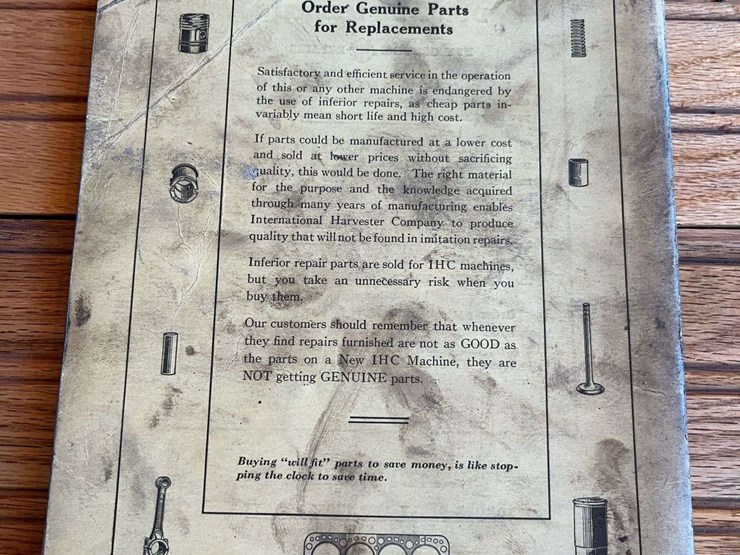 Order Genuine Parts
for Replacements
Satisfactory and efficient service in the operation
of this or any other machine is endangered by
the use of inferior repairs, as cheap parts in-
variably mean short life and high cost.
If parts could be manufactured at a lower cost
and sold at lower prices without sacrificing
quality, this would be done. The right material
for the purpose and the knowledge acquired
through many years of manufacturing enables
International Harvester Company to produce
quality that will not be found in imitation repairs.
Inferior repair parts are sold for IHC machines,
but you take an unnecessary risk when you
buy them.
Our customers should remember that whenever
they find repairs furnished are not as GOOD as
the parts on a New IHC Machine, they are
NOT getting GENUINE parts.
Buying “will fit” parts to save money, is like stop-
ping the clock to save time.